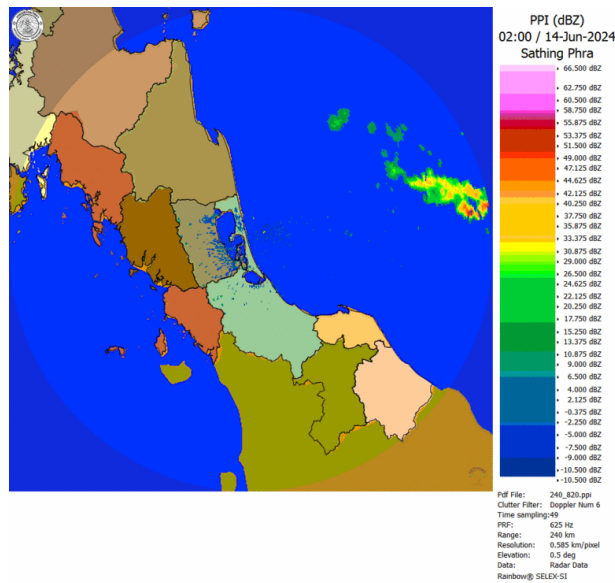 PPI (dBZ)
02:00 / 14-Jun-2024
Sathing Phra
66.500 dBZ
62.750 dBZ
60.500 dBZ
58.750 dBZ
55.875 dBZ
53.375 dBZ
51.500 dBZ
49.000 dBZ
47.125 dBZ
44.625 dBZ
42.125 dBZ
40.250 dBZ
37.750 dBZ
35.875 dBZ
33.375 dBZ
30.875 dBZ
29.000 dBZ
26.500 dBZ
24.625 dBZ
22.125 dBZ
20.250 dBZ
17.750 dBZ
15.250 dBZ
13.375 dBZ
10.875 dBZ
9.000 dBZ
6.500 dBZ
4.000 dBZ
2.125 dBZ
-0.375 dBZ
-2.250 dBZ
-5.000 dBZ
-7.500 dBZ
-9.000 dBZ
-10.500 dBZ
-10.500 dBZ
Pdf File: 240_820.ppi
Clutter Filter: Doppler Num 6
Time sampling:49
PRF: 625 Hz
Range: 240 km
Resolution: 0.585 km/pixel
Elevation: 0.5 deg
Data: Radar Data
Rainbow® SELEX-SI